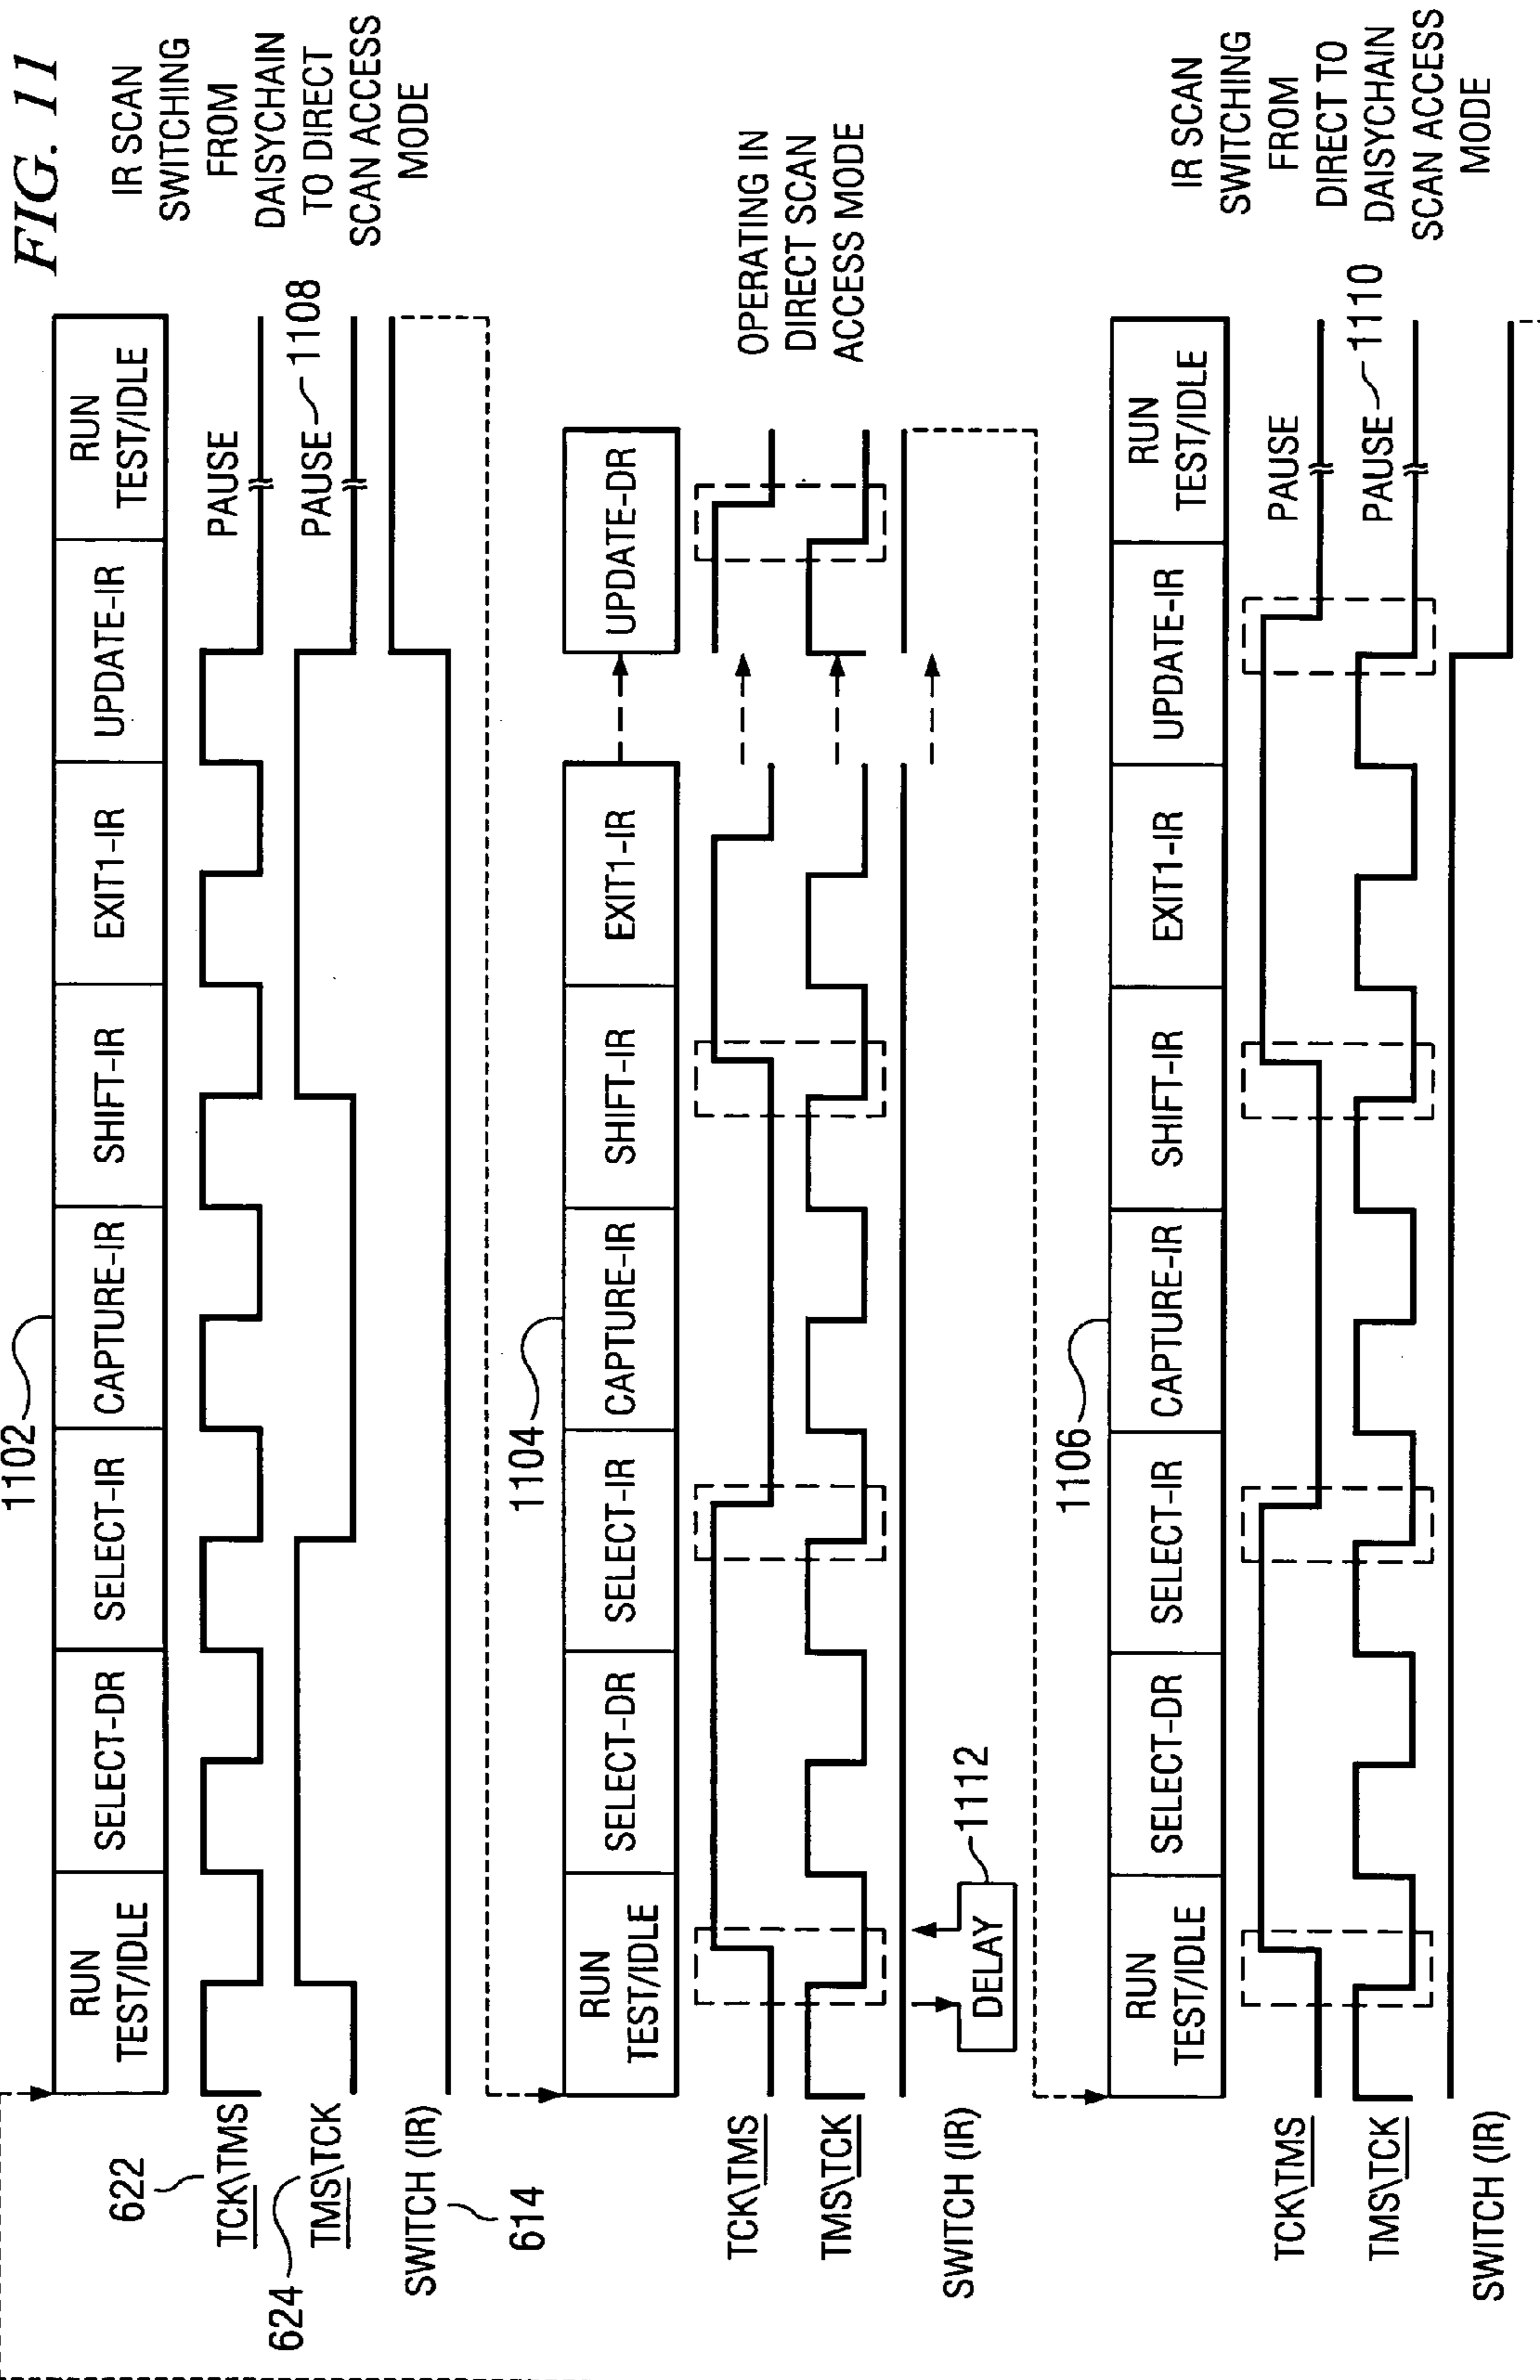 FIG. 11
1102
RUN
TEST/IDLE
SELECT-DR
SELECT-IR
CAPTURE-IR
SHIFT-IR
EXIT1-IR
UPDATE-IR
RUN
TEST/IDLE
622
TCK\TMS
PAUSE
624
TMS\TCK
PAUSE
1108
SWITCH (IR)
614
IR SCAN
SWITCHING
FROM
DAISYCHAIN
TO DIRECT
SCAN ACCESS
MODE
1104
RUN
TEST/IDLE
SELECT-DR
SELECT-IR
CAPTURE-IR
SHIFT-IR
EXIT1-IR
UPDATE-DR
TCK\TMS
TMS\TCK
SWITCH (IR)
DELAY
1112
OPERATING IN
DIRECT SCAN
ACCESS MODE
1106
RUN
TEST/IDLE
SELECT-DR
SELECT-IR
CAPTURE-IR
SHIFT-IR
EXIT1-IR
UPDATE-IR
RUN
TEST/IDLE
TCK\TMS
PAUSE
TMS\TCK
PAUSE
1110
SWITCH (IR)
IR SCAN
SWITCHING
FROM
DIRECT TO
DAISYCHAIN
SCAN ACCESS
MODE